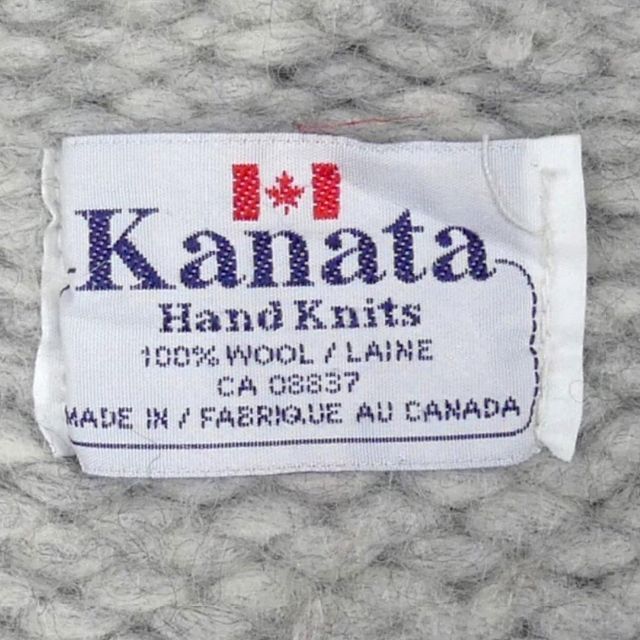 Kanata
Hand Knits
100% WOOL / LAINE
CA 08837
MADE IN / FABRIQUE AU CANADA